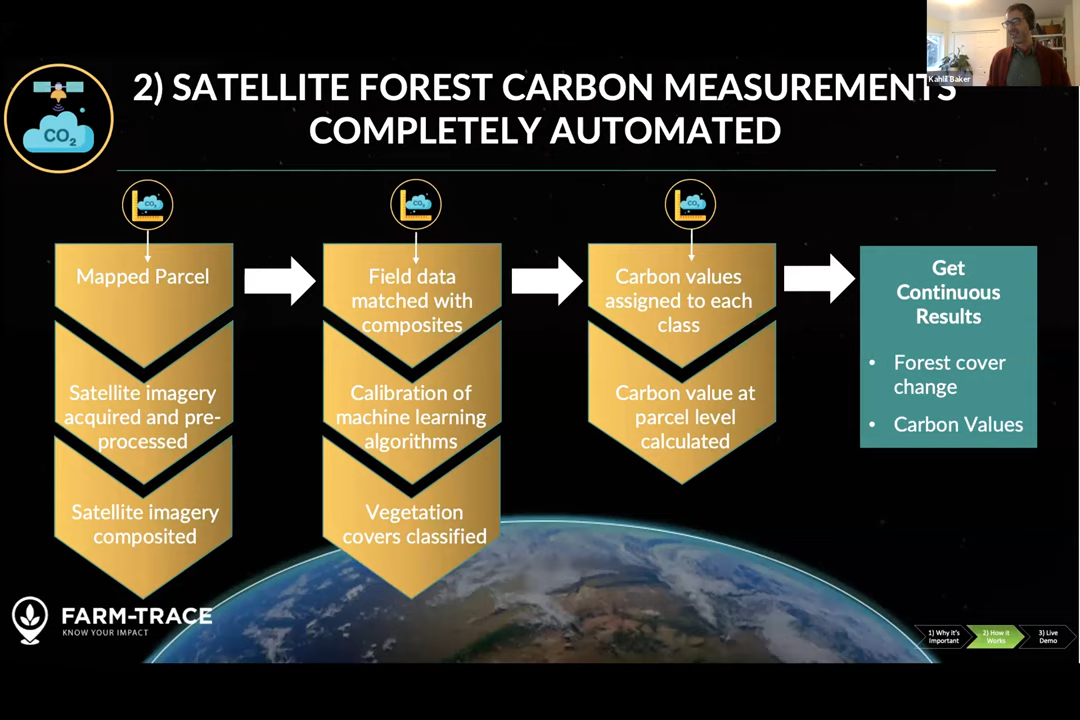 Kahlil Baker
2) SATELLITE FOREST CARBON MEASUREMENTS
COMPLETELY AUTOMATED
CO2
CO2
CO2
CO2
Mapped Parcel
Satellite imagery
acquired and pre-
processed
Satellite imagery
composited
Field data
matched with
composites
Calibration of
machine learning
algorithms
Vegetation
covers classified
Carbon values
assigned to each
class
Carbon value at
parcel level
calculated
Get
Continuous
Results
• Forest cover
change
• Carbon Values
FARM-TRACE
KNOW YOUR IMPACT
1) Why it's
Important
2) How it
Works
3) Live
Demo